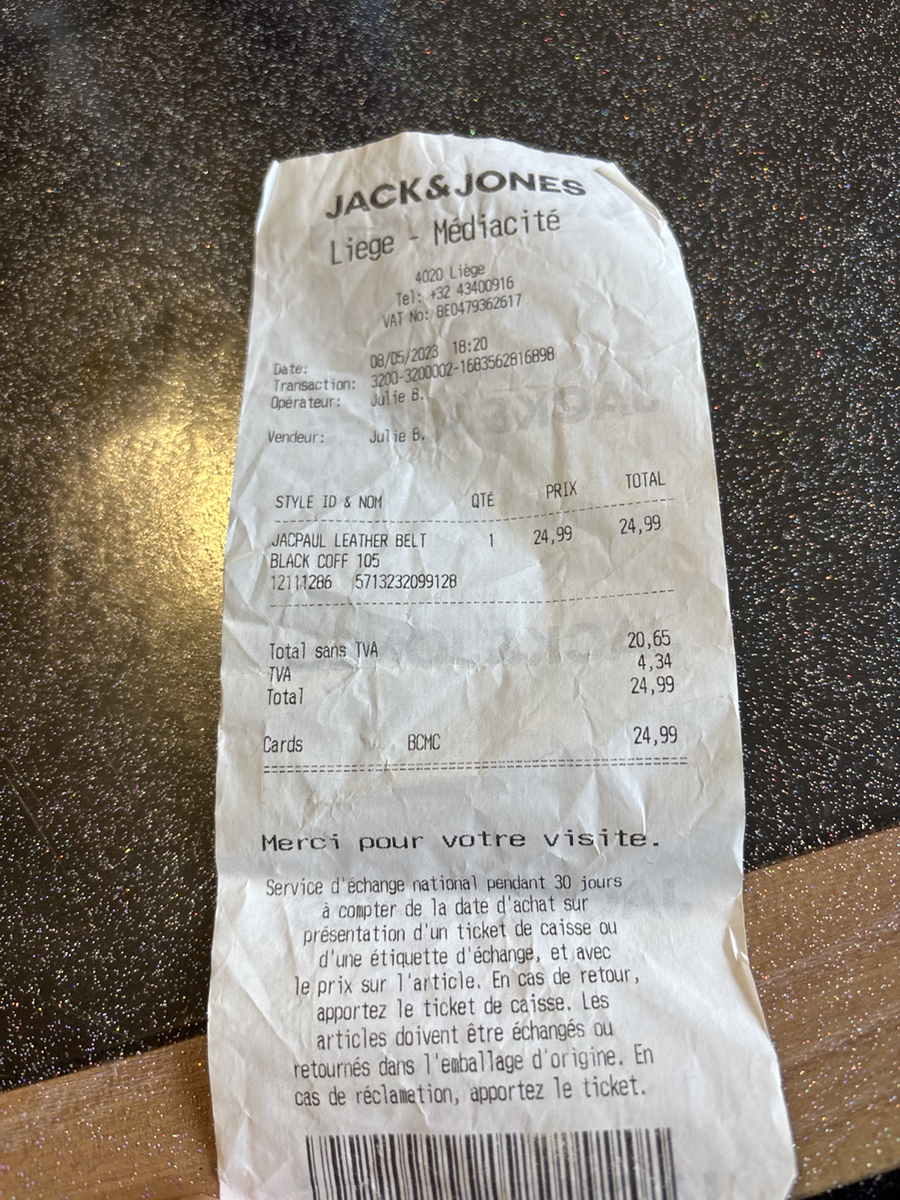 JACK&JONES
Liege - Médiacité
4020 Liège
Tel: +32 43400916
VAT No: BE0479362617
Date: 08/05/2023 18:20
Transaction: 3200-3200002-1683562816898
Opérateur: Julie B.
Vendeur: Julie B.
STYLE ID & NOM QTÉ PRIX TOTAL
JACPAUL LEATHER BELT 1 24,99 24,99
BLACK COFF 105
12111286 5713232099128
Total sans TVA 20,65
TVA 4,34
Total 24,99
Cards BCMC 24,99
Merci pour votre visite.
Service d'échange national pendant 30 jours
à compter de la date d'achat sur
présentation d'un ticket de caisse ou
d'une étiquette d'échange, et avec
le prix sur l'article. En cas de retour,
apportez le ticket de caisse. Les
articles doivent être échangés ou
retournés dans l'emballage d'origine. En
cas de réclamation, apportez le ticket.